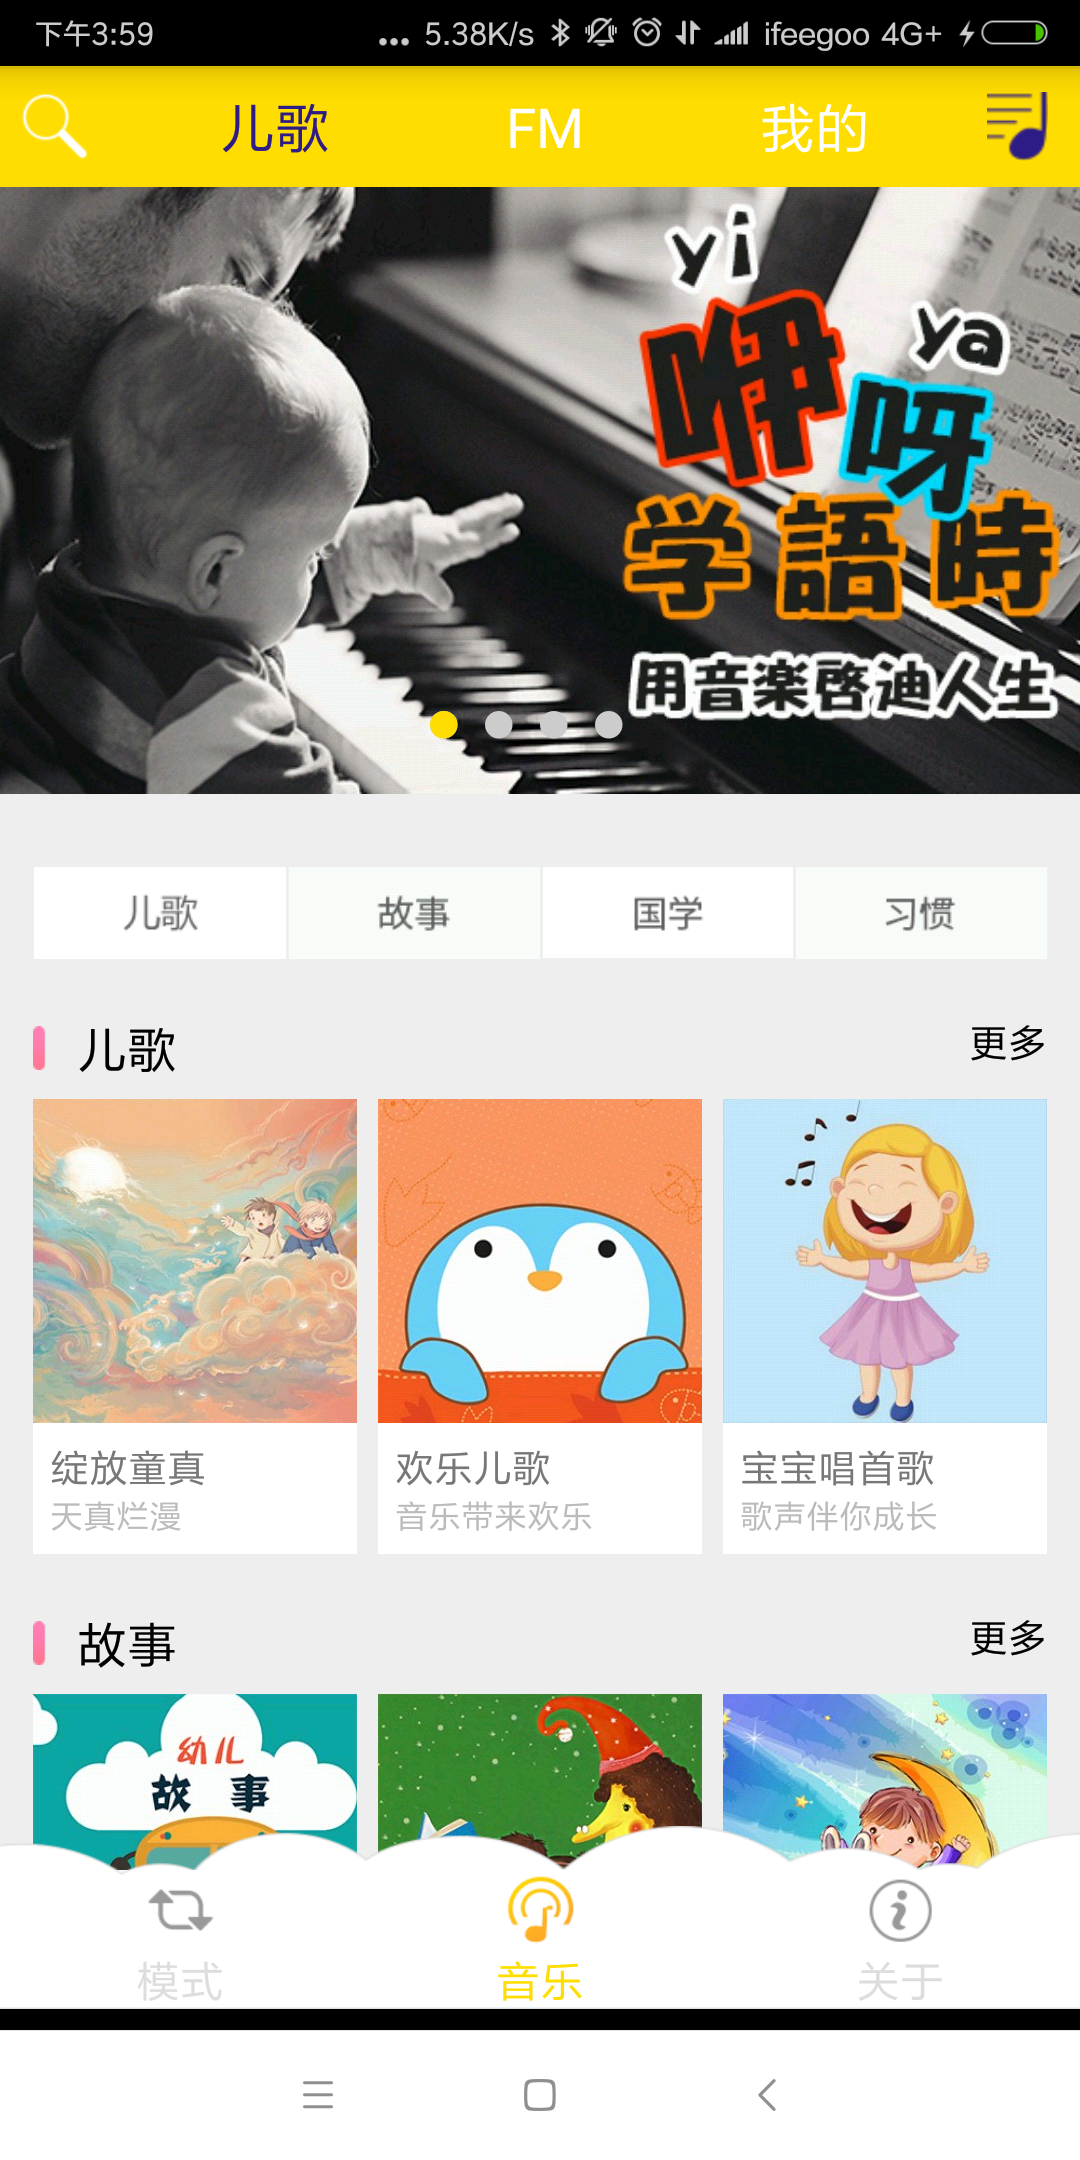 下午3:59
... 5.38K/s ifeegoo 4G+
儿歌 FM 我的
yi
ya
咿呀
学語時
用音楽啓迪人生
儿歌 故事 国学 习惯
儿歌 更多
绽放童真 欢乐儿歌 宝宝唱首歌
天真烂漫 音乐带来欢乐 歌声伴你成长
故事 更多
幼儿
故事
模式 音乐 关于